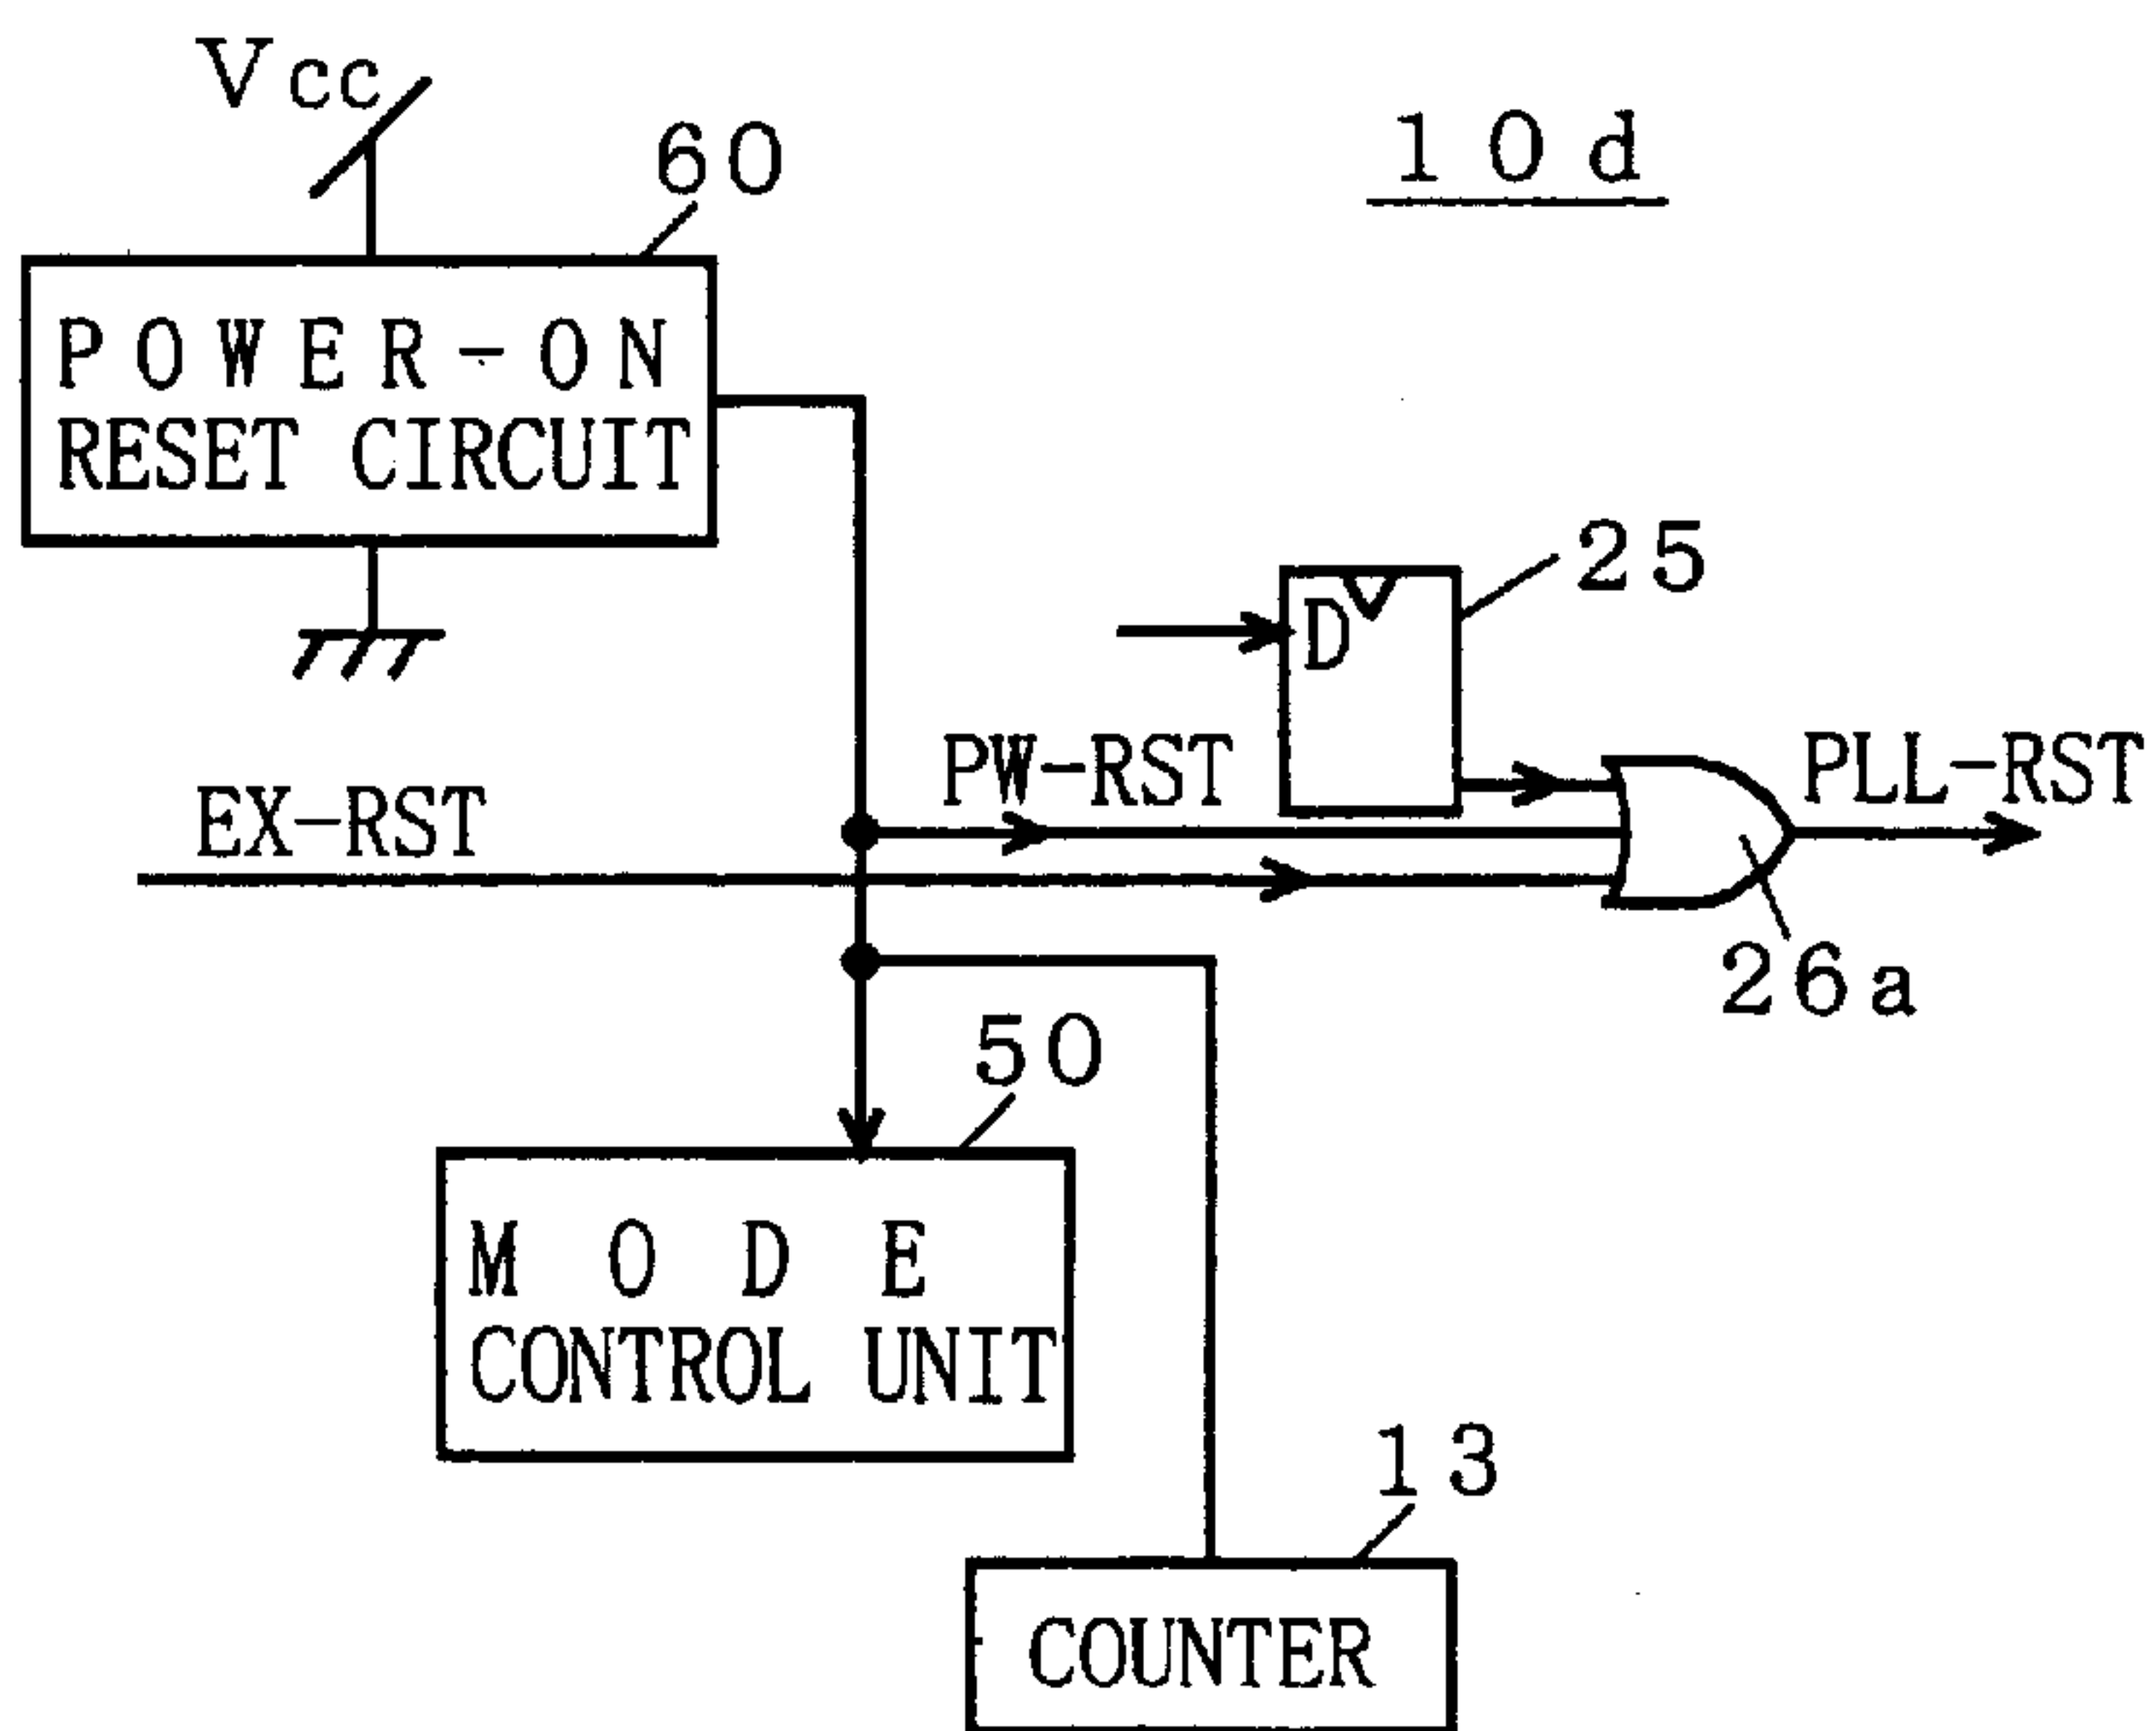 Vcc
60
10d
POWER-ON
RESET CIRCUIT
25
D
PW-RST
PLL-RST
EX-RST
26a
50
MODE
CONTROL UNIT
13
COUNTER